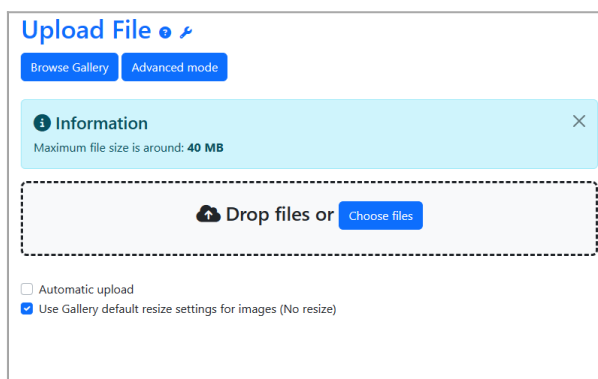 Upload File
Browse Gallery Advanced mode
Information
Maximum file size is around: 40 MB
Drop files or Choose files
Automatic upload
Use Gallery default resize settings for images (No resize)